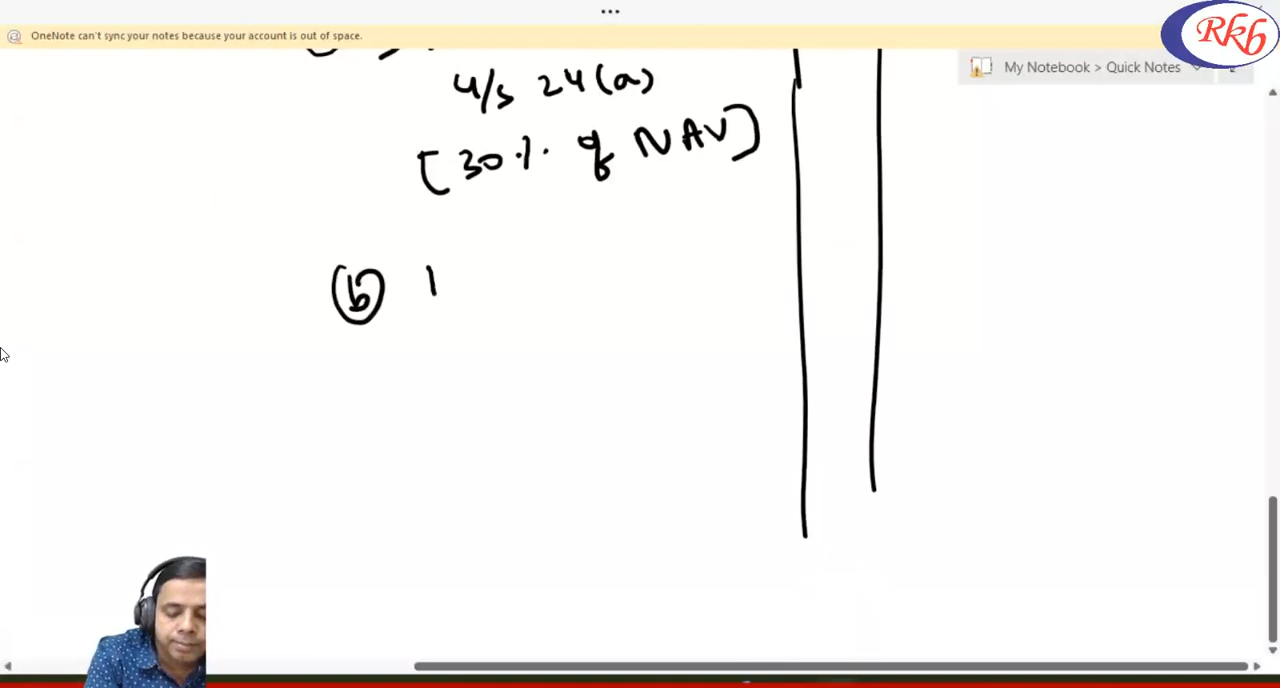 OneNote can't sync your notes because your account is out of space.
Rkb
My Notebook > Quick Notes
u/s 24(a)
[30% of NAV]
(b) I